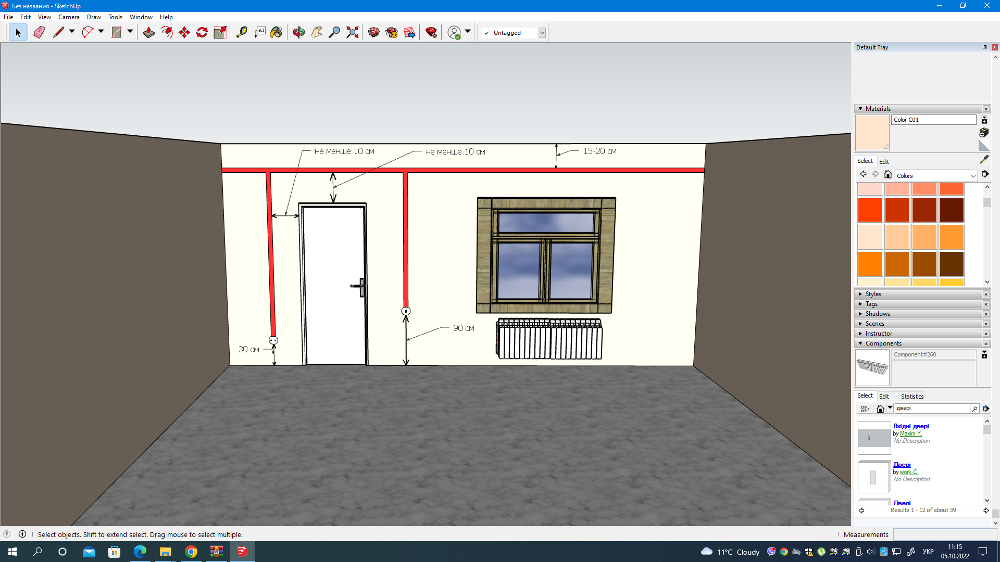 Без названия - SketchUp
File Edit View Camera Draw Tools Window Help
A1
Untagged
Default Tray
Materials
Color C01
Select Edit
Colors
не менше 10 см
не менше 10 см
15-20 см
90 см
30 см
Styles
Tags
Shadows
Scenes
Instructor
Components
Component#260
Select Edit Statistics
двері
Вхідні двері
by Maxim Y.
No Description
Двері
by work C.
No Description
Двері
Results 1 - 12 of about 39
Select objects. Shift to extend select. Drag mouse to select multiple.
Measurements
11°C Cloudy
УКР
11:15
05.10.2022